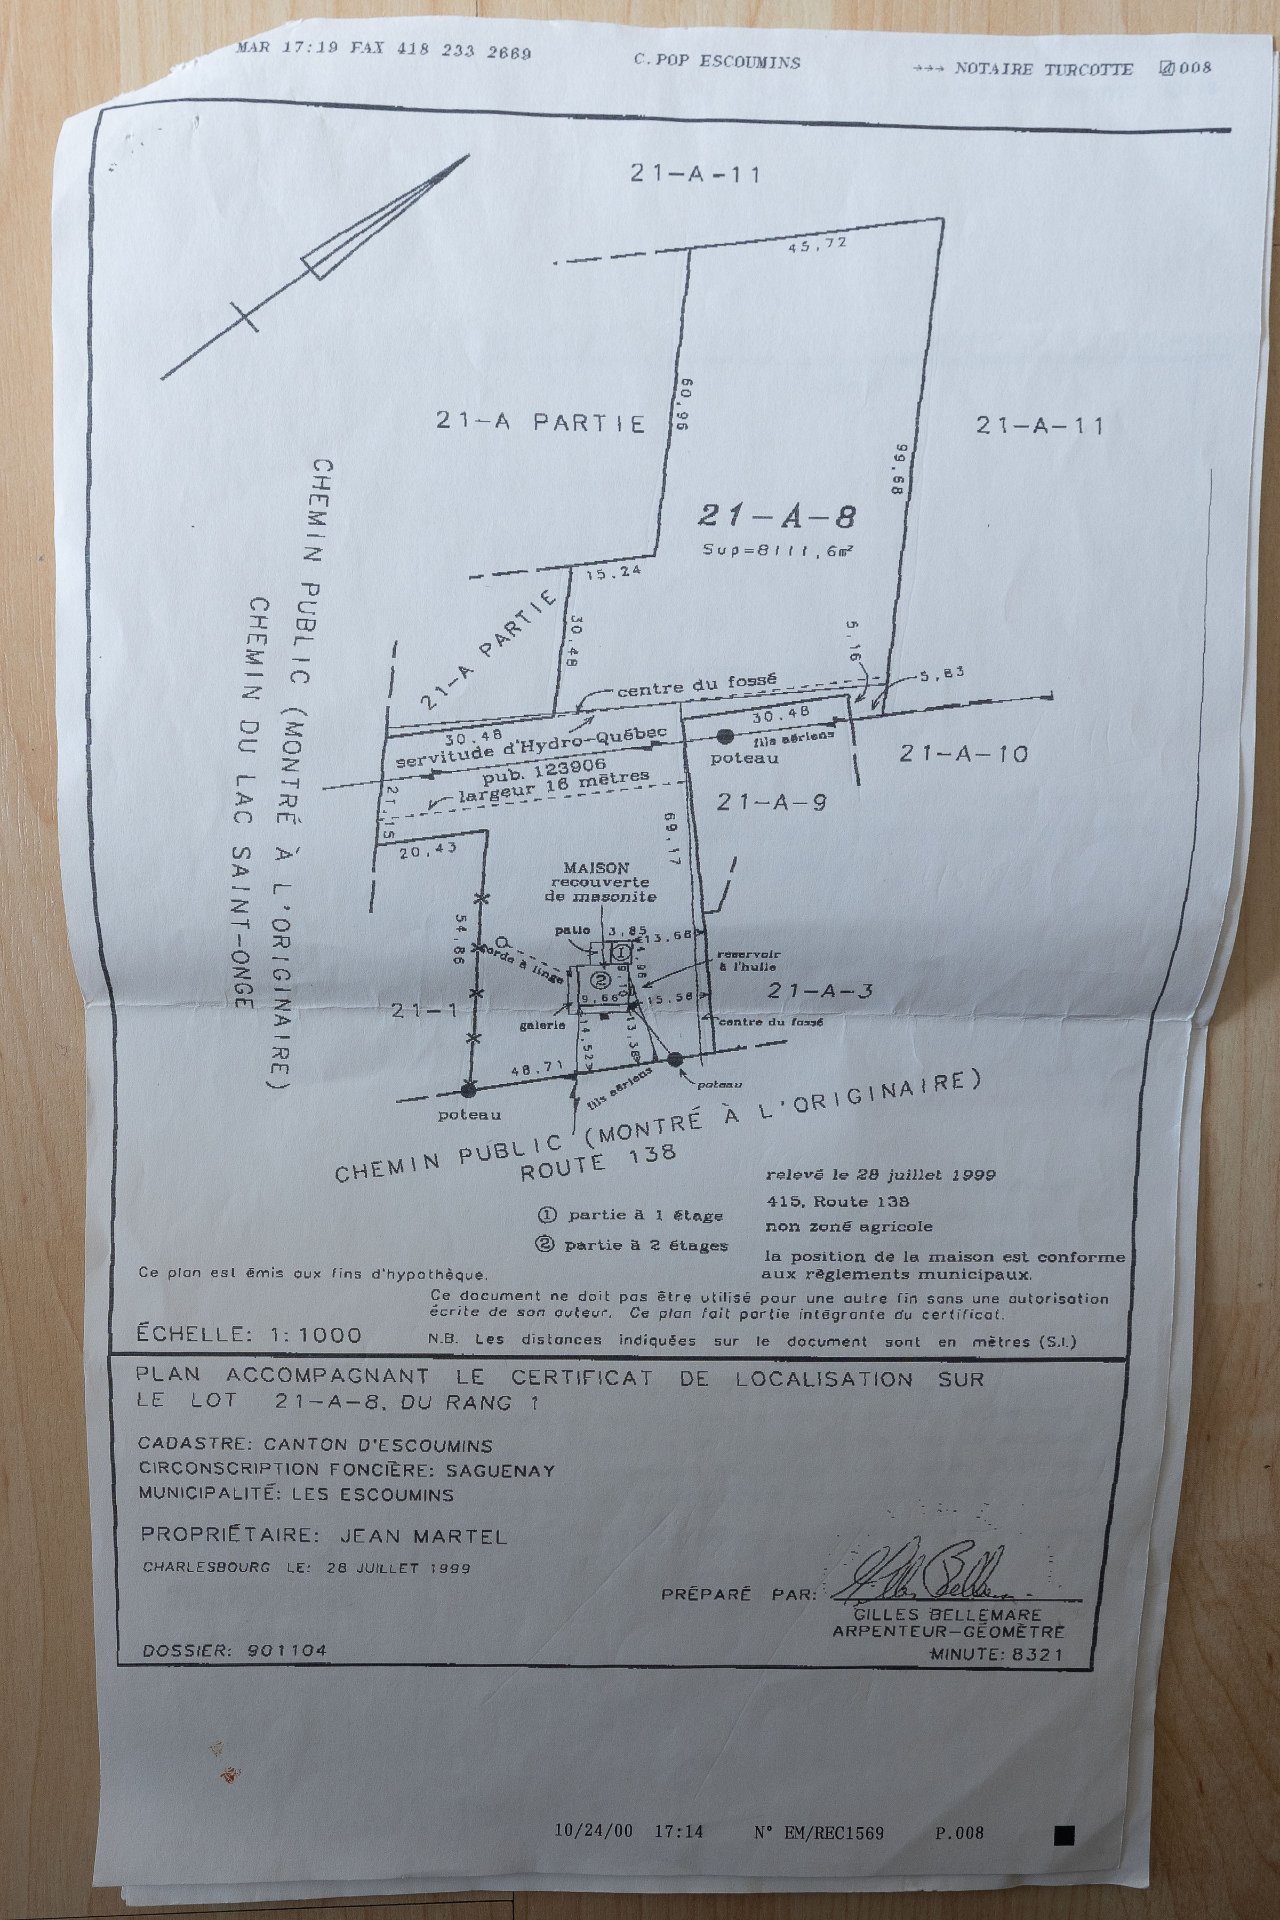 MAR 17:19 FAX 418 233 2669
C.POP ESCOUMINS
→→→ NOTAIRE TURCOTTE
008
21-A-11
45,72
60,96
21-A PARTIE
21-A-11
99,68
21-A-8
Sup=8111,6m²
15,24
21-A PARTIE
30,48
5,16
5,83
centre du fossé
30,48
30,48
servitude d'Hydro-Québec
pub. 123906
largeur 16 mètres
fils aériens
poteau
21-A-10
21-A-9
21,15
20,43
69,17
CHEMIN PUBLIC (MONTRÉ À L'ORIGINAIRE)
CHEMIN DU LAC SAINT-ONGE
MAISON
recouverte
de masonite
54,86
patio
3,85
13,68
1
corde à linge
4,96
reservoir
à l'huile
2
9,10
9,66
15,58
21-A-3
21-1
galerie
centre du fossé
14,52
13,38
48,71
fils aériens
poteau
poteau
CHEMIN PUBLIC (MONTRÉ À L'ORIGINAIRE)
ROUTE 138
relevé le 28 juillet 1999
415, Route 138
non zoné agricole
① partie à 1 étage
② partie à 2 étages
la position de la maison est conforme
aux règlements municipaux.
Ce plan est émis aux fins d'hypothèque.
Ce document ne doit pas être utilisé pour une autre fin sans une autorisation
écrite de son auteur. Ce plan fait partie intégrante du certificat.
ÉCHELLE: 1:1000
N.B. Les distances indiquées sur le document sont en mètres (S.I.)
PLAN ACCOMPAGNANT LE CERTIFICAT DE LOCALISATION SUR
LE LOT 21-A-8, DU RANG 1
CADASTRE: CANTON D'ESCOUMINS
CIRCONSCRIPTION FONCIÈRE: SAGUENAY
MUNICIPALITÉ: LES ESCOUMINS
PROPRIÉTAIRE: JEAN MARTEL
CHARLESBOURG LE: 28 JUILLET 1999
PRÉPARÉ PAR:
GILLES BELLEMARE
ARPENTEUR-GÉOMÈTRE
DOSSIER: 901104
MINUTE: 8321
10/24/00 17:14 N° EM/REC1569 P.008